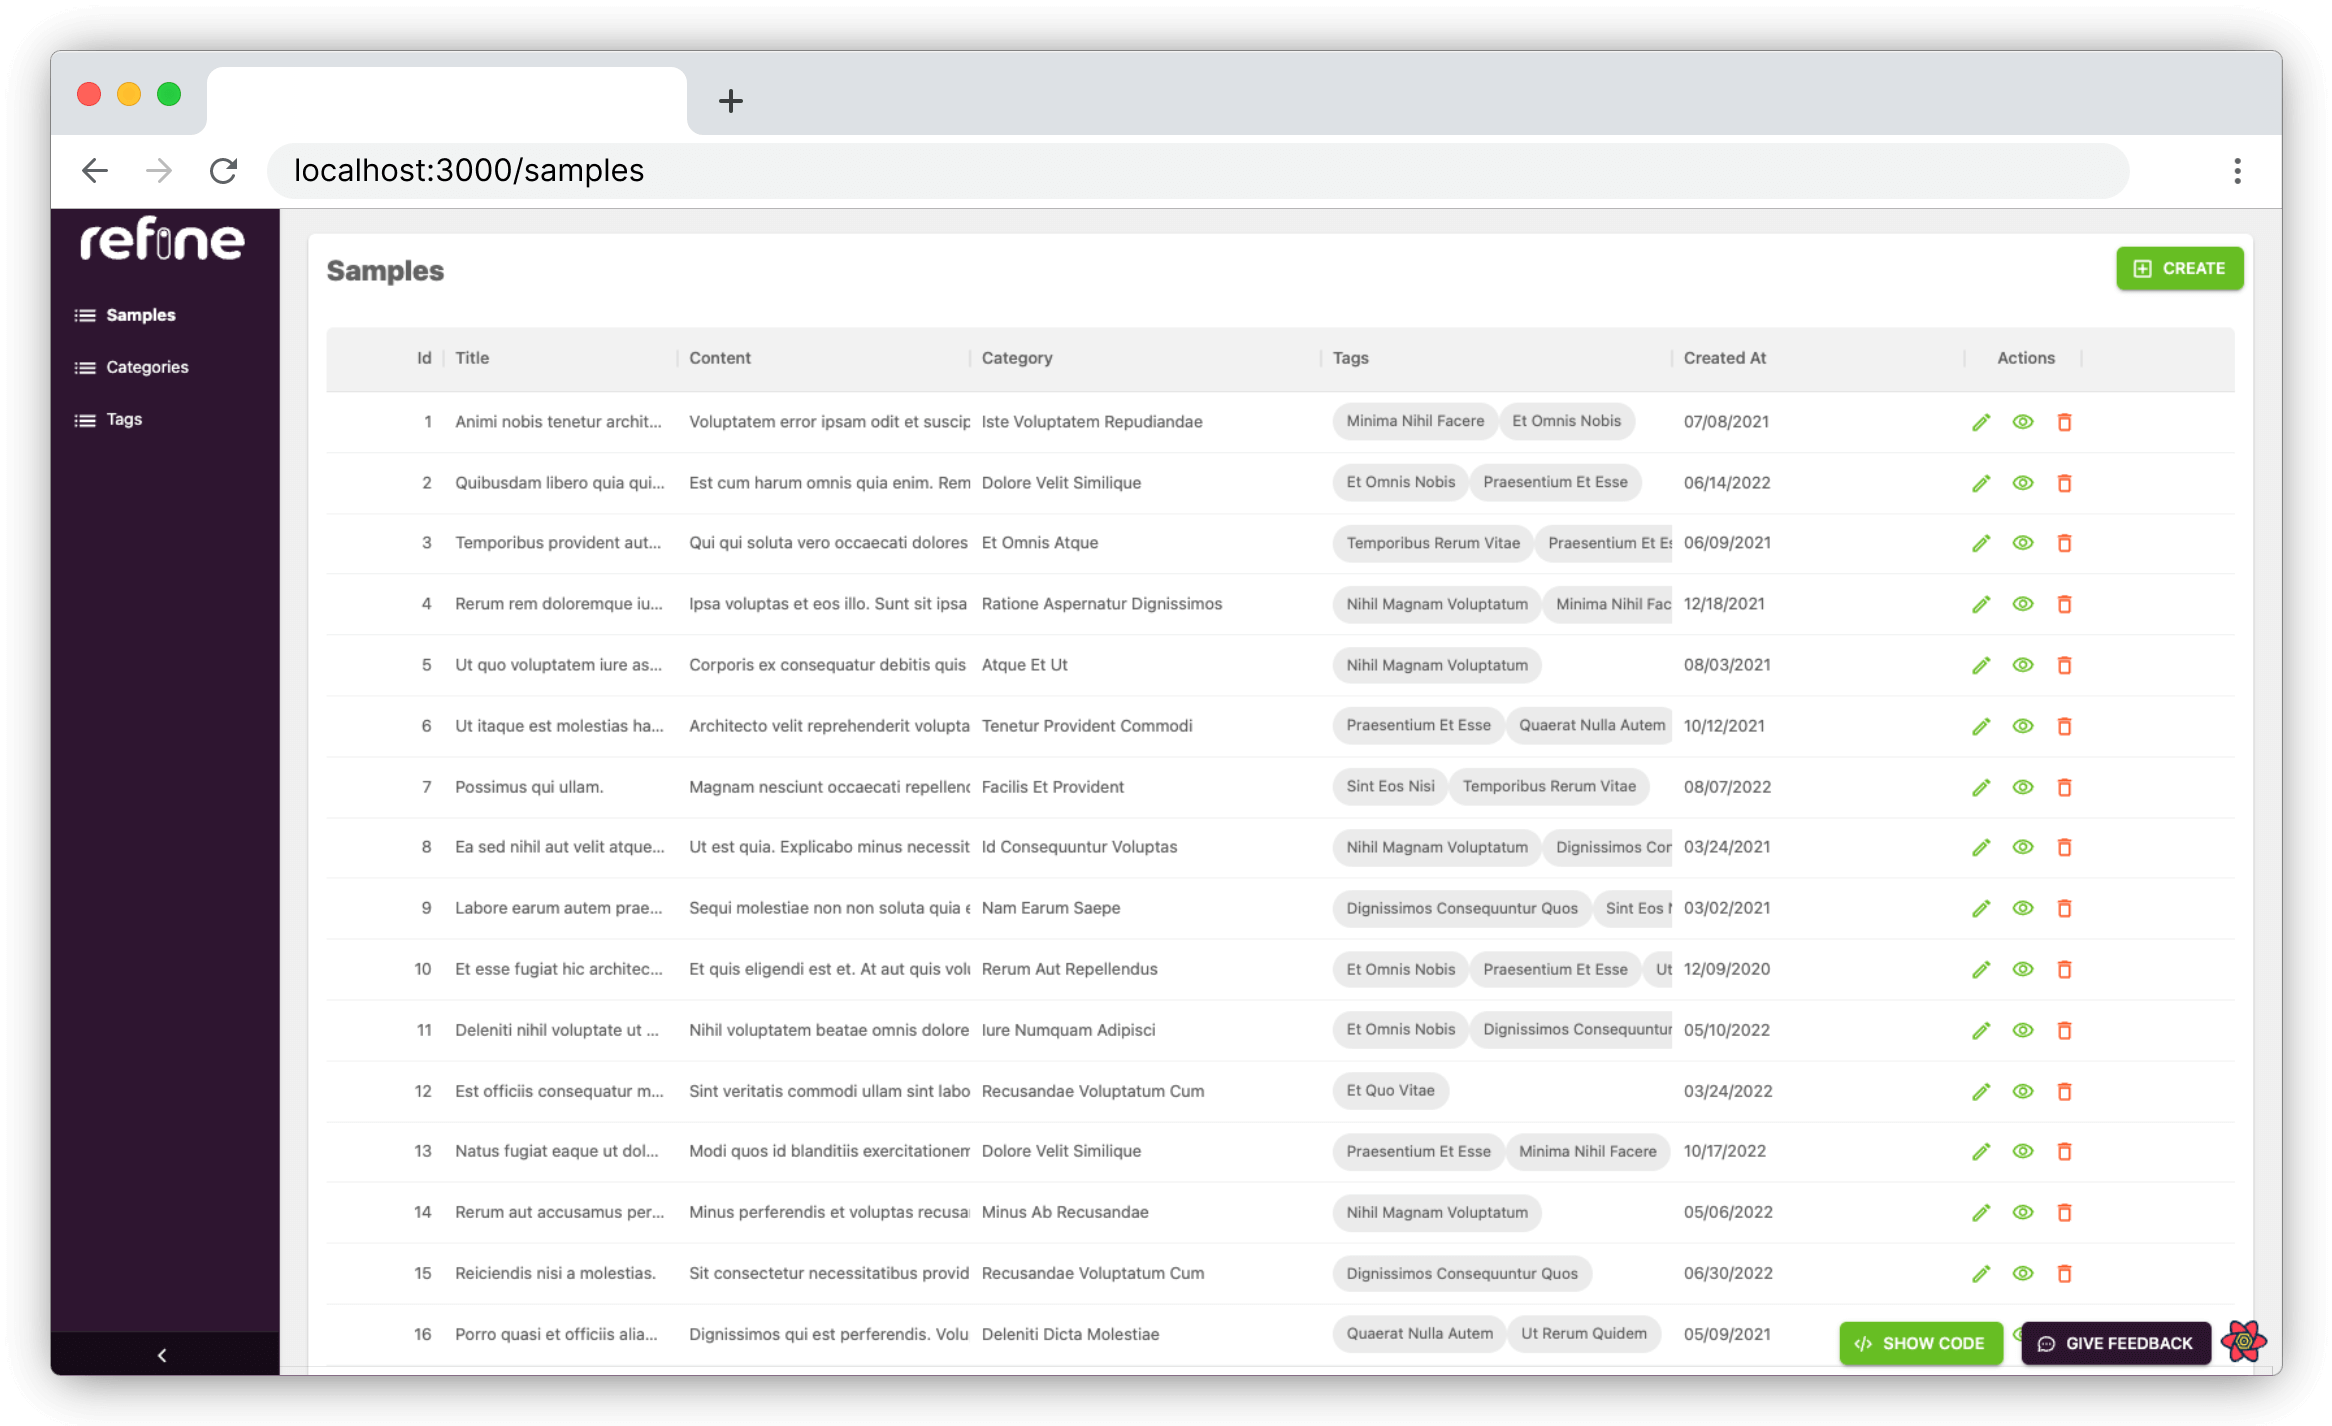 localhost:3000/samples
refine
Samples
Categories
Tags
Samples
CREATE
Id Title Content Category Tags Created At Actions
1 Animi nobis tenetur archit... Voluptatem error ipsam odit et suscip Iste Voluptatem Repudiandae Minima Nihil Facere Et Omnis Nobis 07/08/2021
2 Quibusdam libero quia qui... Est cum harum omnis quia enim. Rem Dolore Velit Similique Et Omnis Nobis Praesentium Et Esse 06/14/2022
3 Temporibus provident aut... Qui qui soluta vero occaecati dolores Et Omnis Atque Temporibus Rerum Vitae Praesentium Et Es 06/09/2021
4 Rerum rem doloremque iu... Ipsa voluptas et eos illo. Sunt sit ipsa Ratione Aspernatur Dignissimos Nihil Magnam Voluptatum Minima Nihil Fac 12/18/2021
5 Ut quo voluptatem iure as... Corporis ex consequatur debitis quis Atque Et Ut Nihil Magnam Voluptatum 08/03/2021
6 Ut itaque est molestias ha... Architecto velit reprehenderit volupta Tenetur Provident Commodi Praesentium Et Esse Quaerat Nulla Autem 10/12/2021
7 Possimus qui ullam. Magnam nesciunt occaecati repellenc Facilis Et Provident Sint Eos Nisi Temporibus Rerum Vitae 08/07/2022
8 Ea sed nihil aut velit atque... Ut est quia. Explicabo minus necessit Id Consequuntur Voluptas Nihil Magnam Voluptatum Dignissimos Cor 03/24/2021
9 Labore earum autem prae... Sequi molestiae non non soluta quia e Nam Earum Saepe Dignissimos Consequuntur Quos Sint Eos 03/02/2021
10 Et esse fugiat hic architec... Et quis eligendi est et. At aut quis volu Rerum Aut Repellendus Et Omnis Nobis Praesentium Et Esse Ut 12/09/2020
11 Deleniti nihil voluptate ut ... Nihil voluptatem beatae omnis dolore Iure Numquam Adipisci Et Omnis Nobis Dignissimos Consequuntur 05/10/2022
12 Est officiis consequatur m... Sint veritatis commodi ullam sint labo Recusandae Voluptatum Cum Et Quo Vitae 03/24/2022
13 Natus fugiat eaque ut dol... Modi quos id blanditiis exercitationem Dolore Velit Similique Praesentium Et Esse Minima Nihil Facere 10/17/2022
14 Rerum aut accusamus per... Minus perferendis et voluptas recusa Minus Ab Recusandae Nihil Magnam Voluptatum 05/06/2022
15 Reiciendis nisi a molestias. Sit consectetur necessitatibus provid Recusandae Voluptatum Cum Dignissimos Consequuntur Quos 06/30/2022
16 Porro quasi et officiis alia... Dignissimos qui est perferendis. Volu Deleniti Dicta Molestiae Quaerat Nulla Autem Ut Rerum Quidem 05/09/2021
SHOW CODE
GIVE FEEDBACK